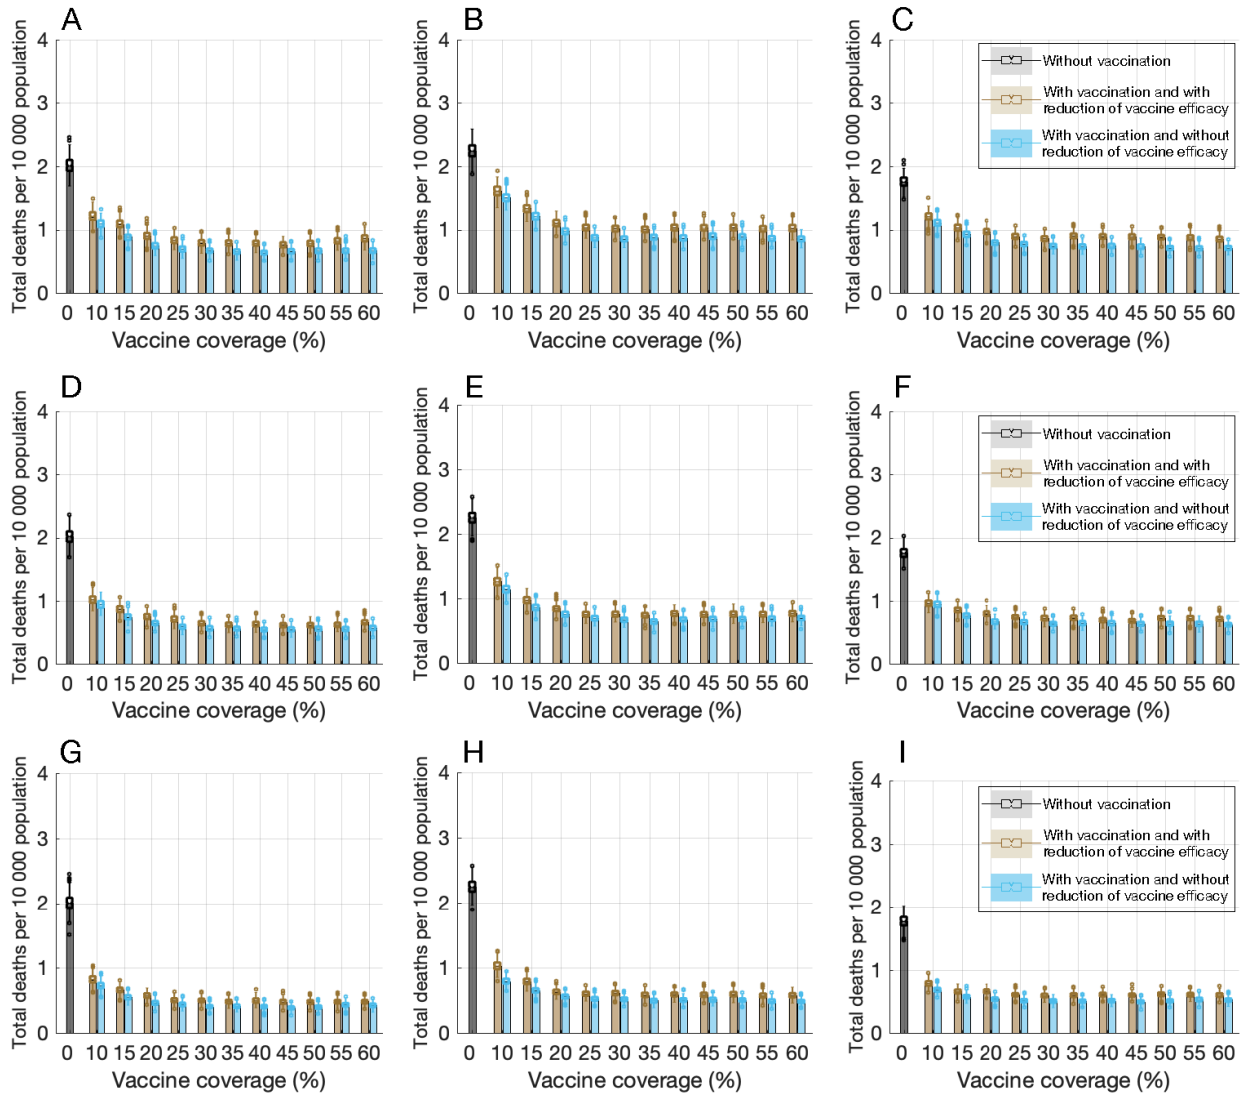 A
B
C
Total deaths per 10 000 population
4
3
2
1
0
0 10 15 20 25 30 35 40 45 50 55 60
Vaccine coverage (%)
Total deaths per 10 000 population
4
3
2
1
0
0 10 15 20 25 30 35 40 45 50 55 60
Vaccine coverage (%)
Total deaths per 10 000 population
4
3
2
1
0
0 10 15 20 25 30 35 40 45 50 55 60
Vaccine coverage (%)
Without vaccination
With vaccination and with
reduction of vaccine efficacy
With vaccination and without
reduction of vaccine efficacy
D
E
F
Total deaths per 10 000 population
4
3
2
1
0
0 10 15 20 25 30 35 40 45 50 55 60
Vaccine coverage (%)
Total deaths per 10 000 population
4
3
2
1
0
0 10 15 20 25 30 35 40 45 50 55 60
Vaccine coverage (%)
Total deaths per 10 000 population
4
3
2
1
0
0 10 15 20 25 30 35 40 45 50 55 60
Vaccine coverage (%)
Without vaccination
With vaccination and with
reduction of vaccine efficacy
With vaccination and without
reduction of vaccine efficacy
G
H
I
Total deaths per 10 000 population
4
3
2
1
0
0 10 15 20 25 30 35 40 45 50 55 60
Vaccine coverage (%)
Total deaths per 10 000 population
4
3
2
1
0
0 10 15 20 25 30 35 40 45 50 55 60
Vaccine coverage (%)
Total deaths per 10 000 population
4
3
2
1
0
0 10 15 20 25 30 35 40 45 50 55 60
Vaccine coverage (%)
Without vaccination
With vaccination and with
reduction of vaccine efficacy
With vaccination and without
reduction of vaccine efficacy